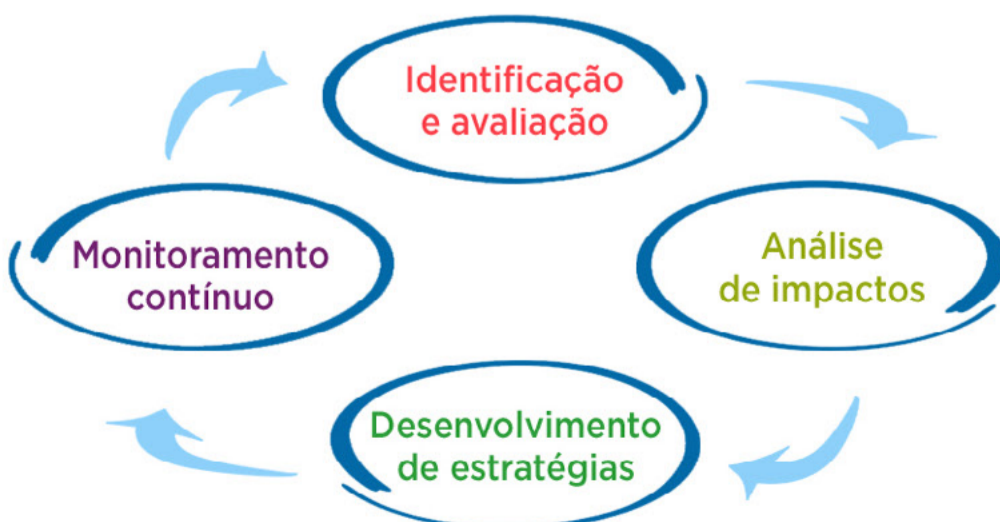 Identificação
e avaliação
Análise
de impactos
Desenvolvimento
de estratégias
Monitoramento
contínuo